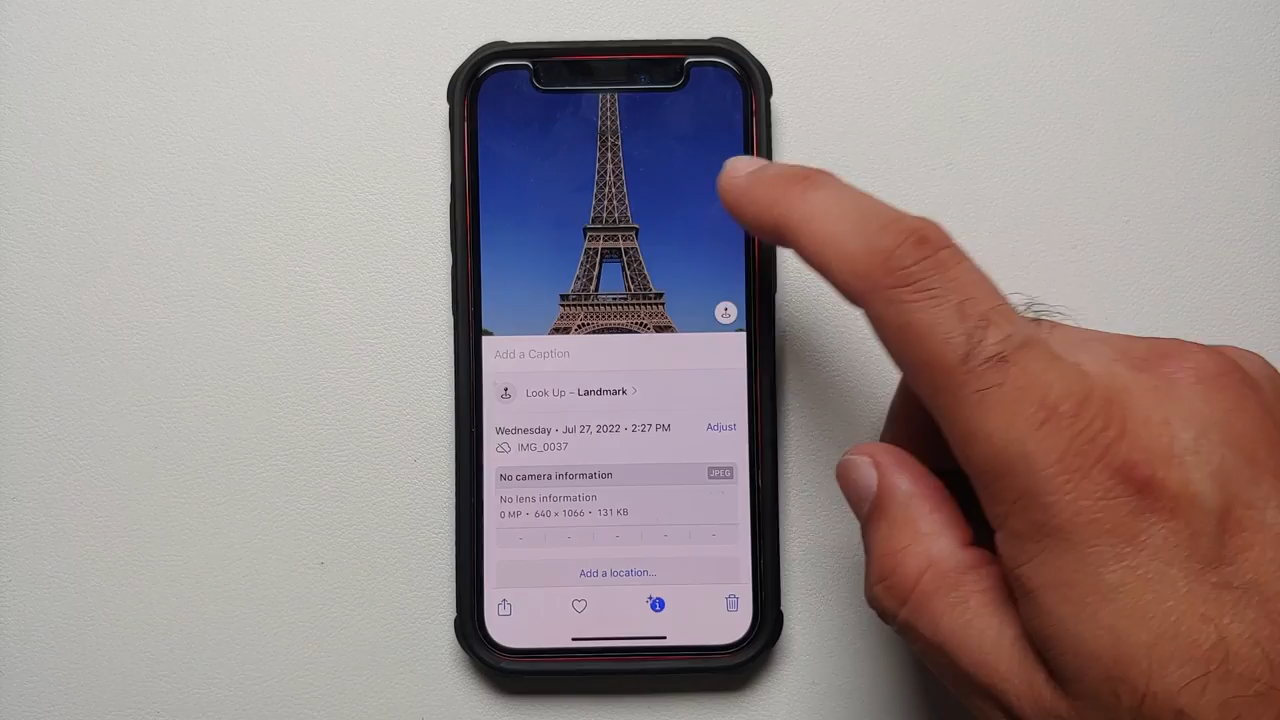 Add a Caption
Look Up – Landmark >
Wednesday • Jul 27, 2022 • 2:27 PM Adjust
IMG_0037
No camera information JPEG
No lens information
0 MP • 640 x 1066 • 131 KB
- - - - -
Add a location...